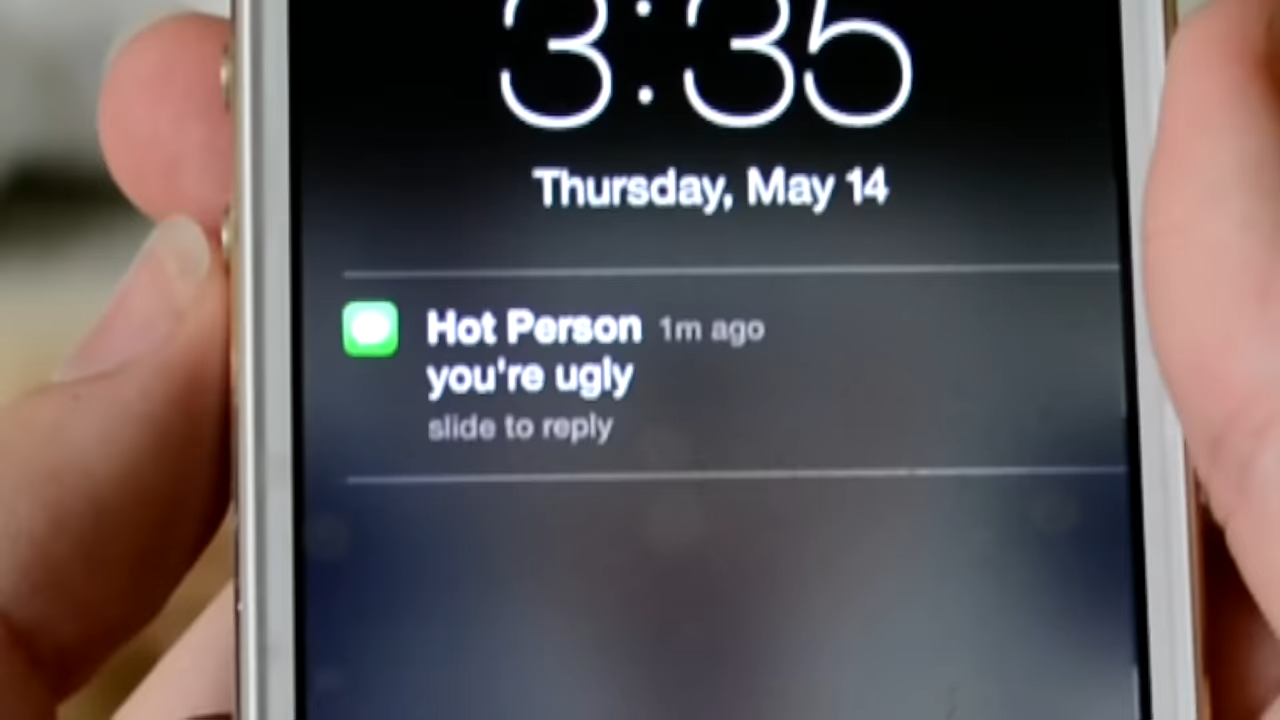 3:35
Thursday, May 14
Hot Person 1m ago
you're ugly
slide to reply